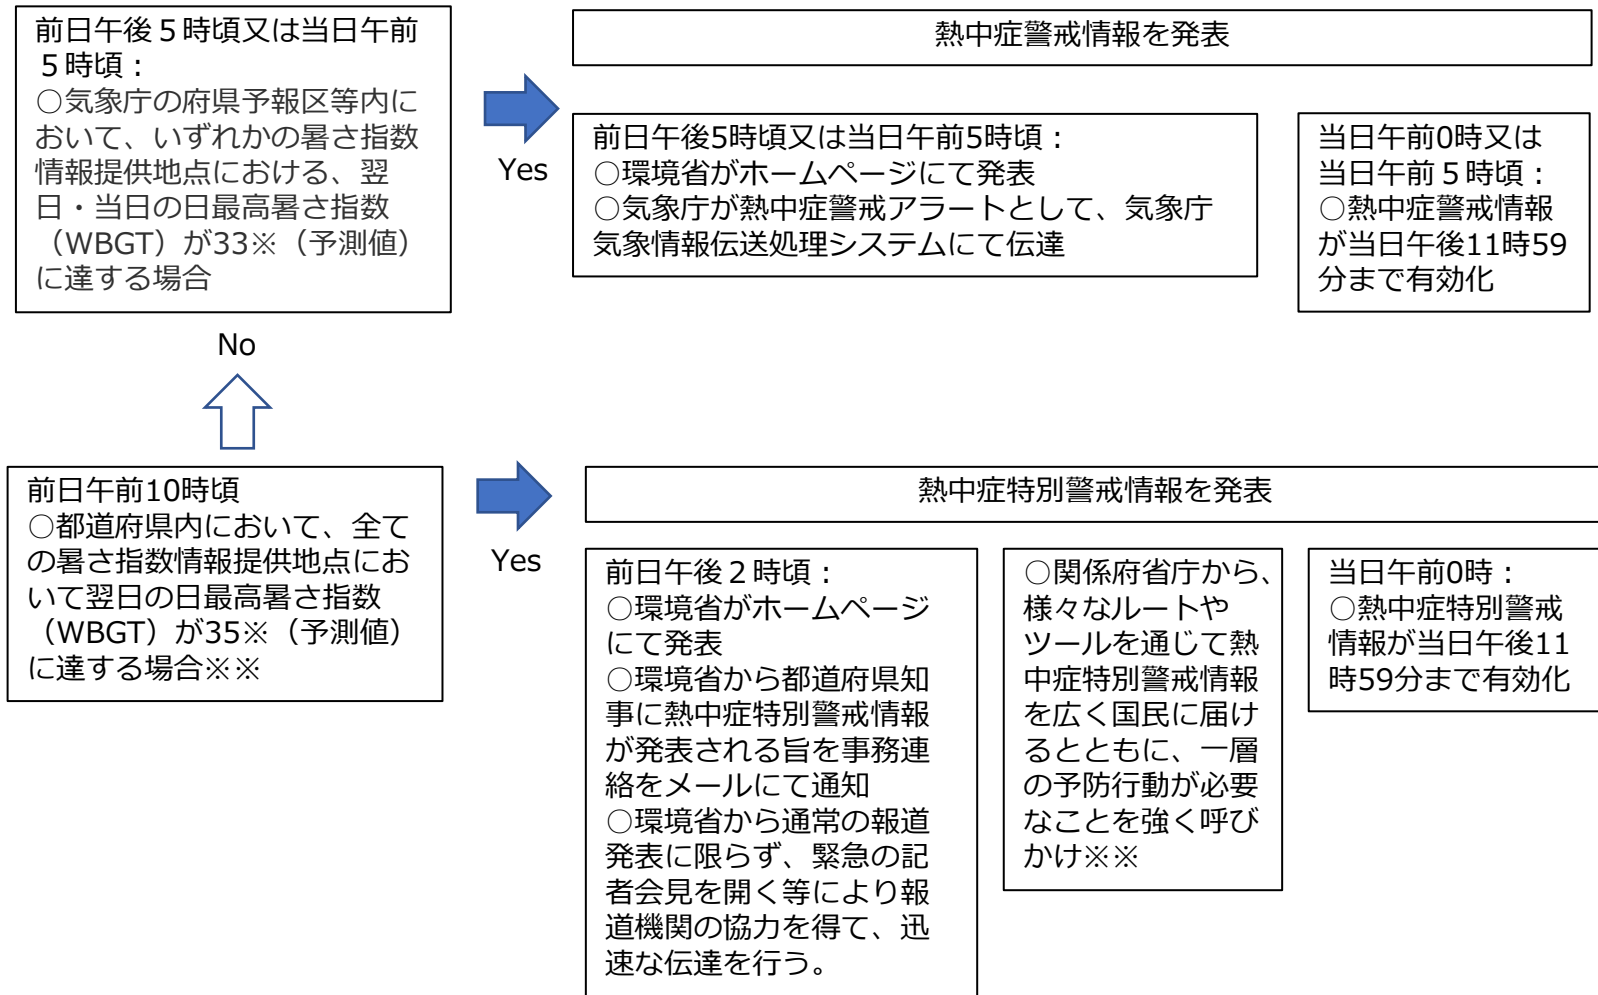 前日午後５時頃又は当日午前
５時頃：
○気象庁の府県予報区等内に
おいて、いずれかの暑さ指数
情報提供地点における、翌
日・当日の日最高暑さ指数
（WBGT）が33※（予測値）
に達する場合
Yes
熱中症警戒情報を発表
前日午後5時頃又は当日午前5時頃：
○環境省がホームページにて発表
○気象庁が熱中症警戒アラートとして、気象庁
気象情報伝送処理システムにて伝達
当日午前0時又は
当日午前５時頃：
○熱中症警戒情報
が当日午後11時59
分まで有効化
No
前日午前10時頃
○都道府県内において、全て
の暑さ指数情報提供地点にお
いて翌日の日最高暑さ指数
（WBGT）が35※（予測値）
に達する場合※※
Yes
熱中症特別警戒情報を発表
前日午後２時頃：
○環境省がホームページ
にて発表
○環境省から都道府県知
事に熱中症特別警戒情報
が発表される旨を事務連
絡をメールにて通知
○環境省から通常の報道
発表に限らず、緊急の記
者会見を開く等により報
道機関の協力を得て、迅
速な伝達を行う。
○関係府省庁から、
様々なルートや
ツールを通じて熱
中症特別警戒情報
を広く国民に届け
るとともに、一層
の予防行動が必要
なことを強く呼び
かけ※※
当日午前0時：
○熱中症特別警戒
情報が当日午後11
時59分まで有効化